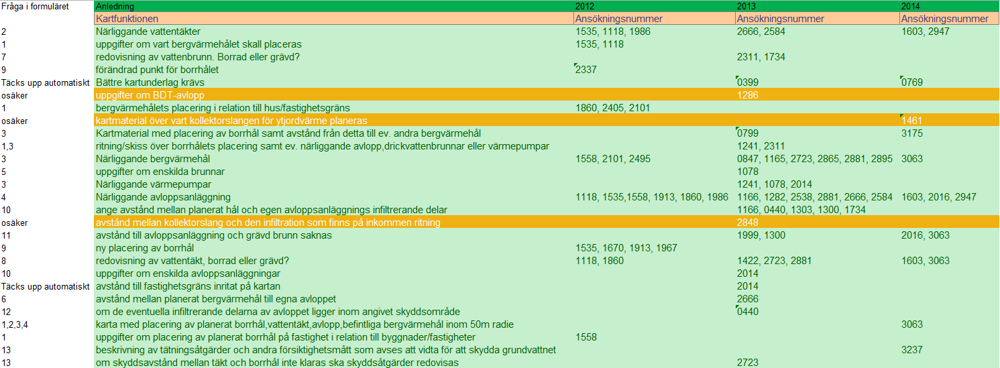 Fråga i formuläret Anledning 2012 2013 2014
Kartfunktionen Ansökningsnummer Ansökningsnummer Ansökningsnummer
2 Närliggande vattentäkter 1535, 1118, 1986 2666, 2584 1603, 2947
1 uppgifter om vart bergvärmehålet skall placeras 1535, 1118
7 redovisning av vattenbrunn. Borrad eller grävd? 2311, 1734
9 förändrad punkt för borrhålet 2337
Täcks upp automatiskt Bättre kartunderlag krävs 0399 0769
osäker uppgifter om BDT-avlopp 1286
1 bergvärmehålets placering i relation till hus/fastighetsgräns 1860, 2405, 2101
osäker kartmaterial över vart kollektorslangen för ytjordvärme planeras 1461
3 Kartmaterial med placering av borrhål samt avstånd från detta till ev. andra bergvärmehål 0799 3175
1,3 ritning/skiss över borrhålets placering samt ev. närliggande avlopp,drickvattenbrunnar eller värmepumpar 1241, 2311
3 Närliggande bergvärmehål 1558, 2101, 2495 0847, 1165, 2723, 2865, 2881, 2895 3063
5 uppgifter om enskilda brunnar 1078
3 Närliggande värmepumpar 1241, 1078, 2014
4 Närliggande avloppsanläggning 1118, 1535,1558, 1913, 1860, 1986 1166, 1282, 2538, 2881, 2666, 2584 1603, 2016, 2947
10 ange avstånd mellan planerat hål och egen avloppsanläggnings infiltrerande delar 1166, 0440, 1303, 1300, 1734
osäker avstånd mellan kollektorslang och den infiltration som finns på inkommen ritning 2848
11 avstånd till avloppsanläggning och grävd brunn saknas 1999, 1300 2016, 3063
9 ny placering av borrhål 1535, 1670, 1913, 1967
8 redovisning av vattentäkt, borrad eller grävd? 1118, 1860 1422, 2723, 2881 1603, 3063
10 uppgifter om enskilda avloppsanläggningar 2014
Täcks upp automatiskt avstånd till fastighetsgräns inritat på kartan 2014
6 avstånd mellan planerat bergvärmehål till egna avloppet 2666
12 om de eventuella infiltrerande delarna av avloppet ligger inom angivet skyddsområde 0440
1,2,3,4 karta med placering av planerat borrhål,vattentäkt,avlopp,befintliga bergvärmehål inom 50m radie 3063
1 uppgifter om placering av planerat borrhål på fastighet i relation till byggnader/fastigheter 1558
13 beskrivning av tätningsåtgärder och andra försiktighetsmått som avses att vidta för att skydda grundvattnet 3237
13 om skyddsavstånd mellan täkt och borrhål inte klaras ska skyddsåtgärder redovisas 2723